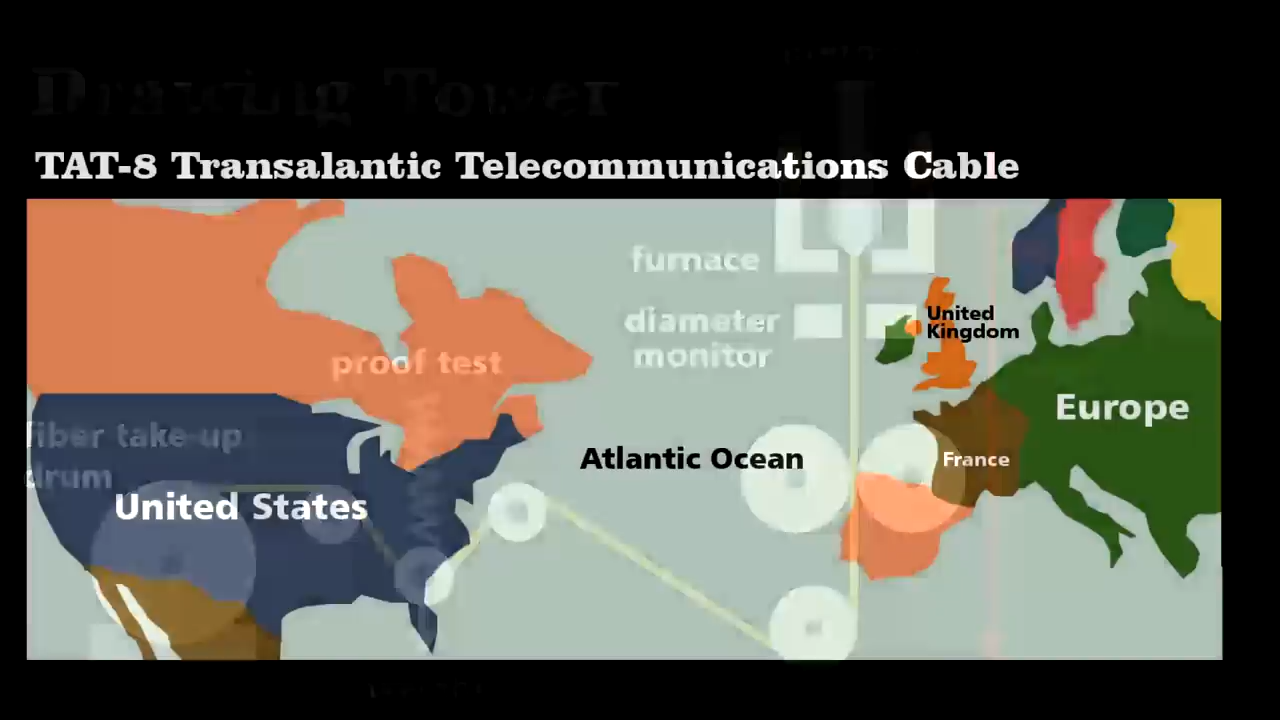 Drawing Tower
TAT-8 Transalantic Telecommunications Cable
furnace
diameter
monitor
United
Kingdom
proof test
Europe
fiber take-up
drum
Atlantic Ocean
France
United States